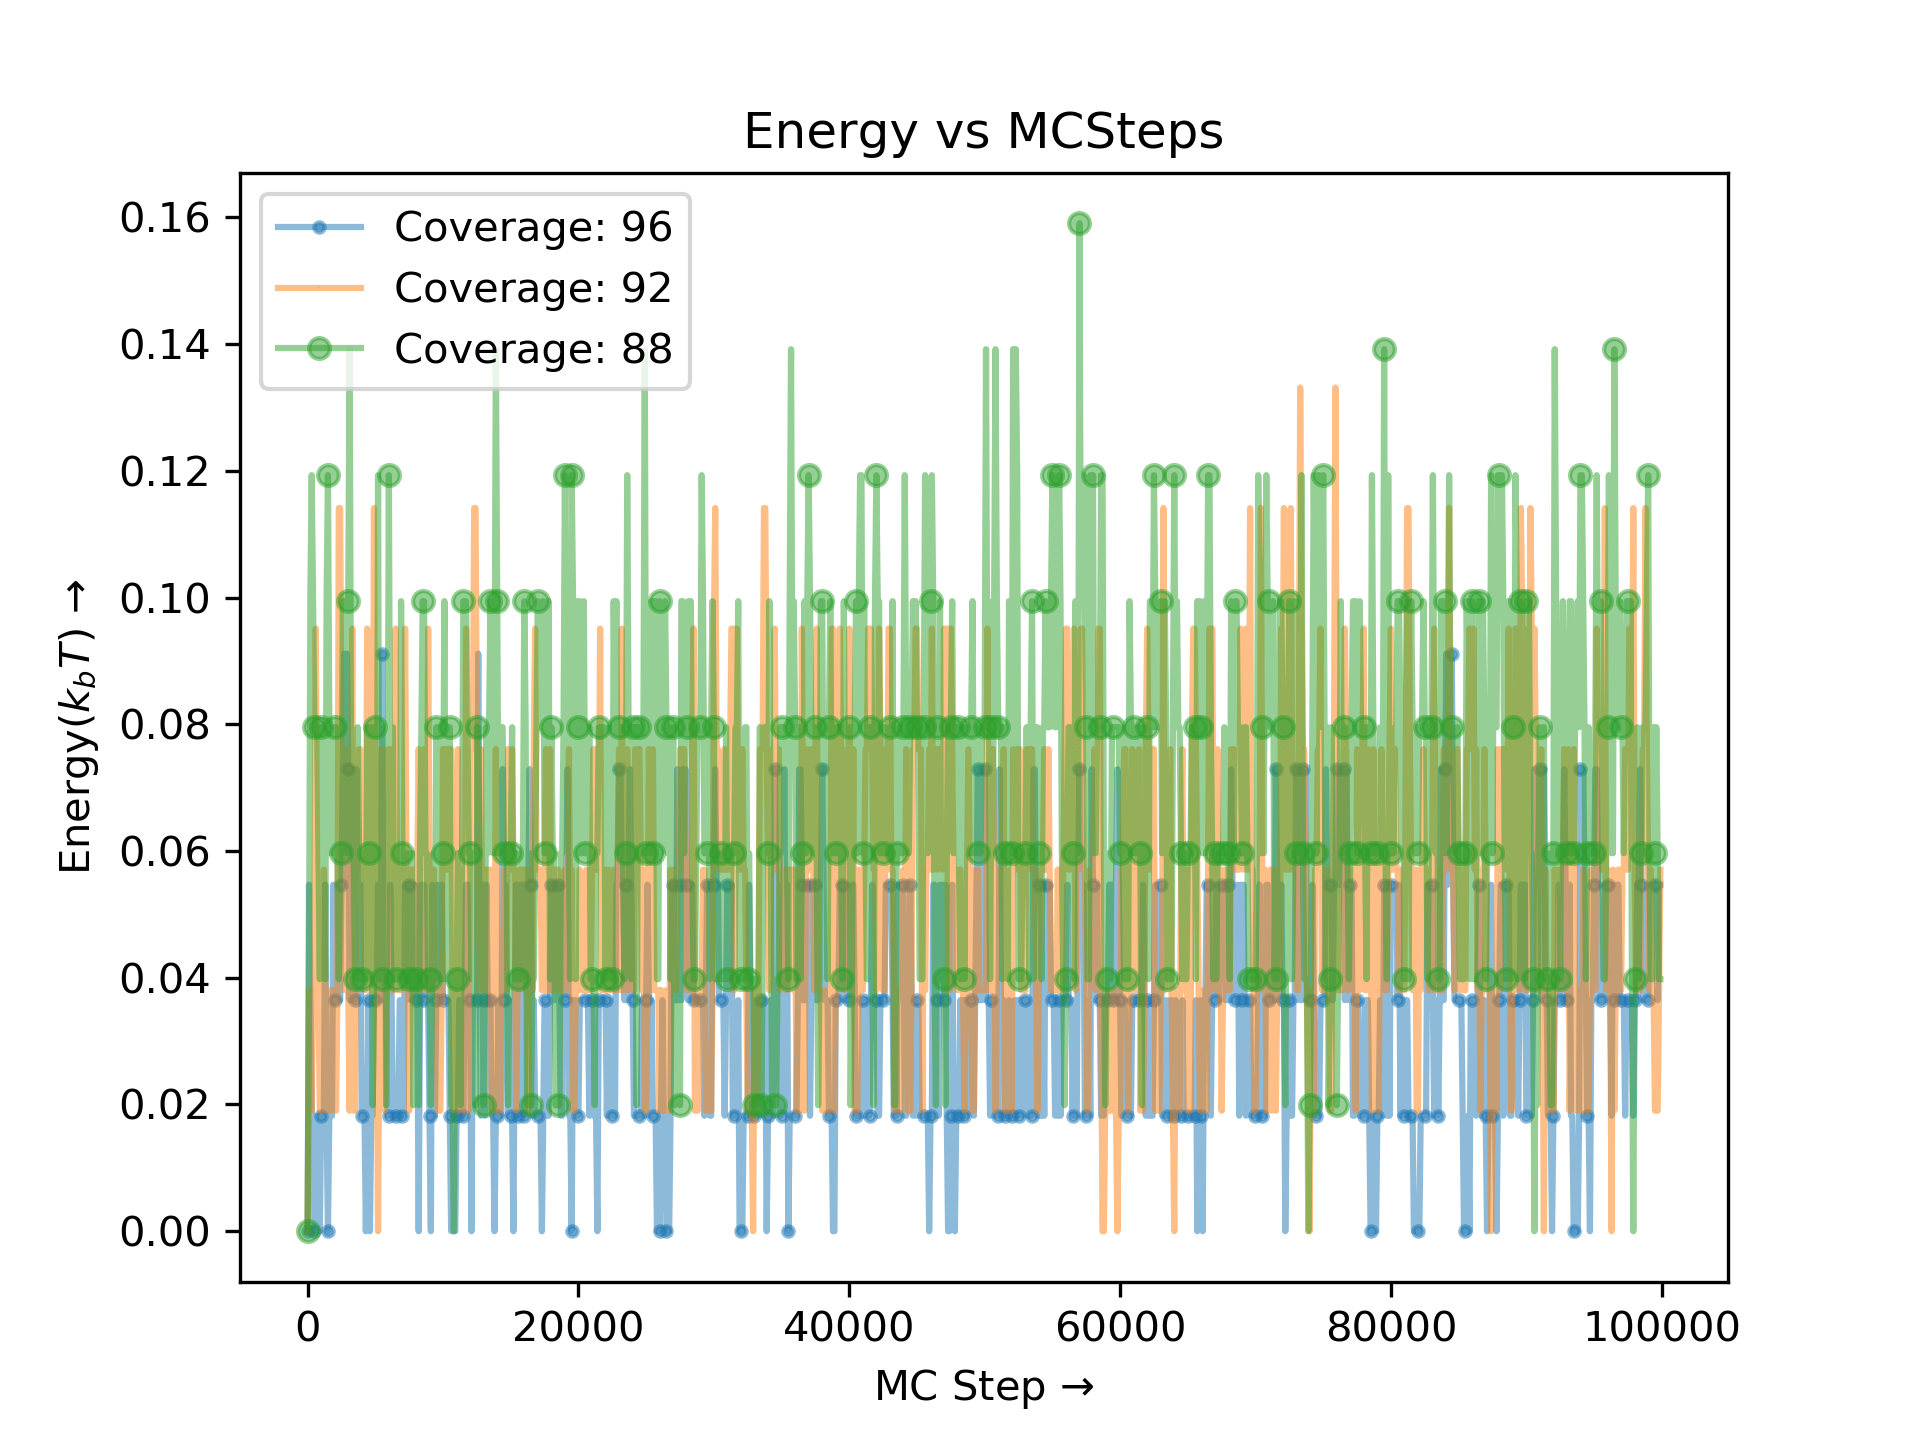 Energy vs MCSteps
Coverage: 96
Coverage: 92
Coverage: 88
0.16
0.14
0.12
0.10
0.08
0.06
0.04
0.02
0.00
Energy(k_bT) →
0 20000 40000 60000 80000 100000
MC Step →